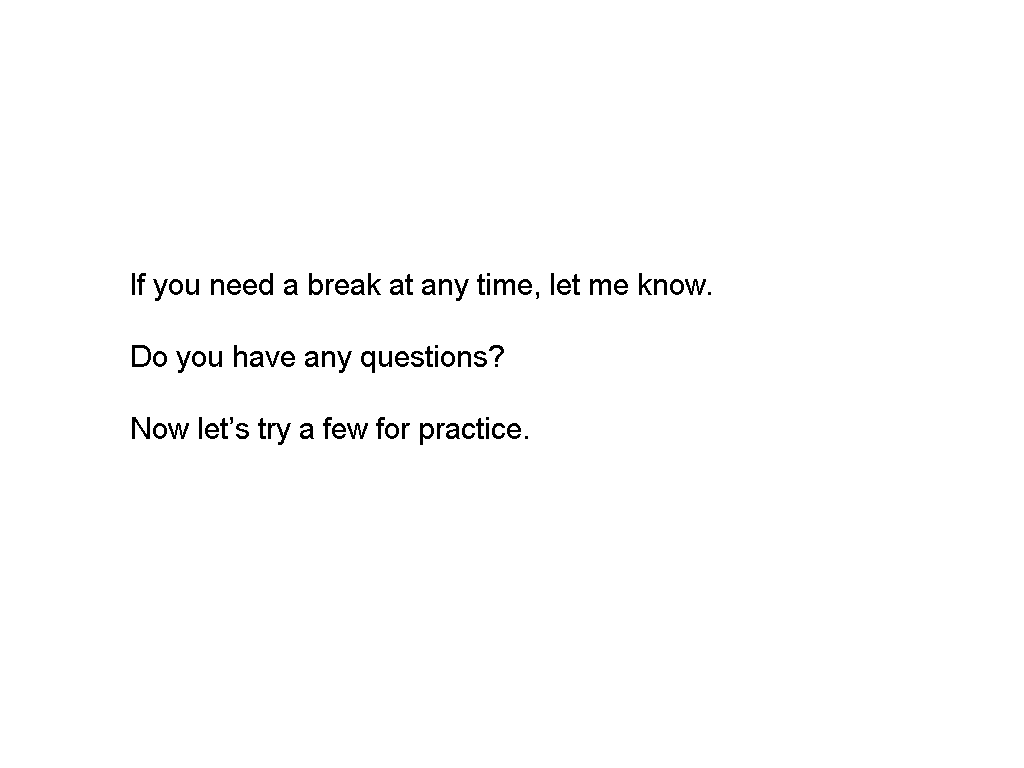 If you need a break at any time, let me know.
Do you have any questions?
Now let’s try a few for practice.